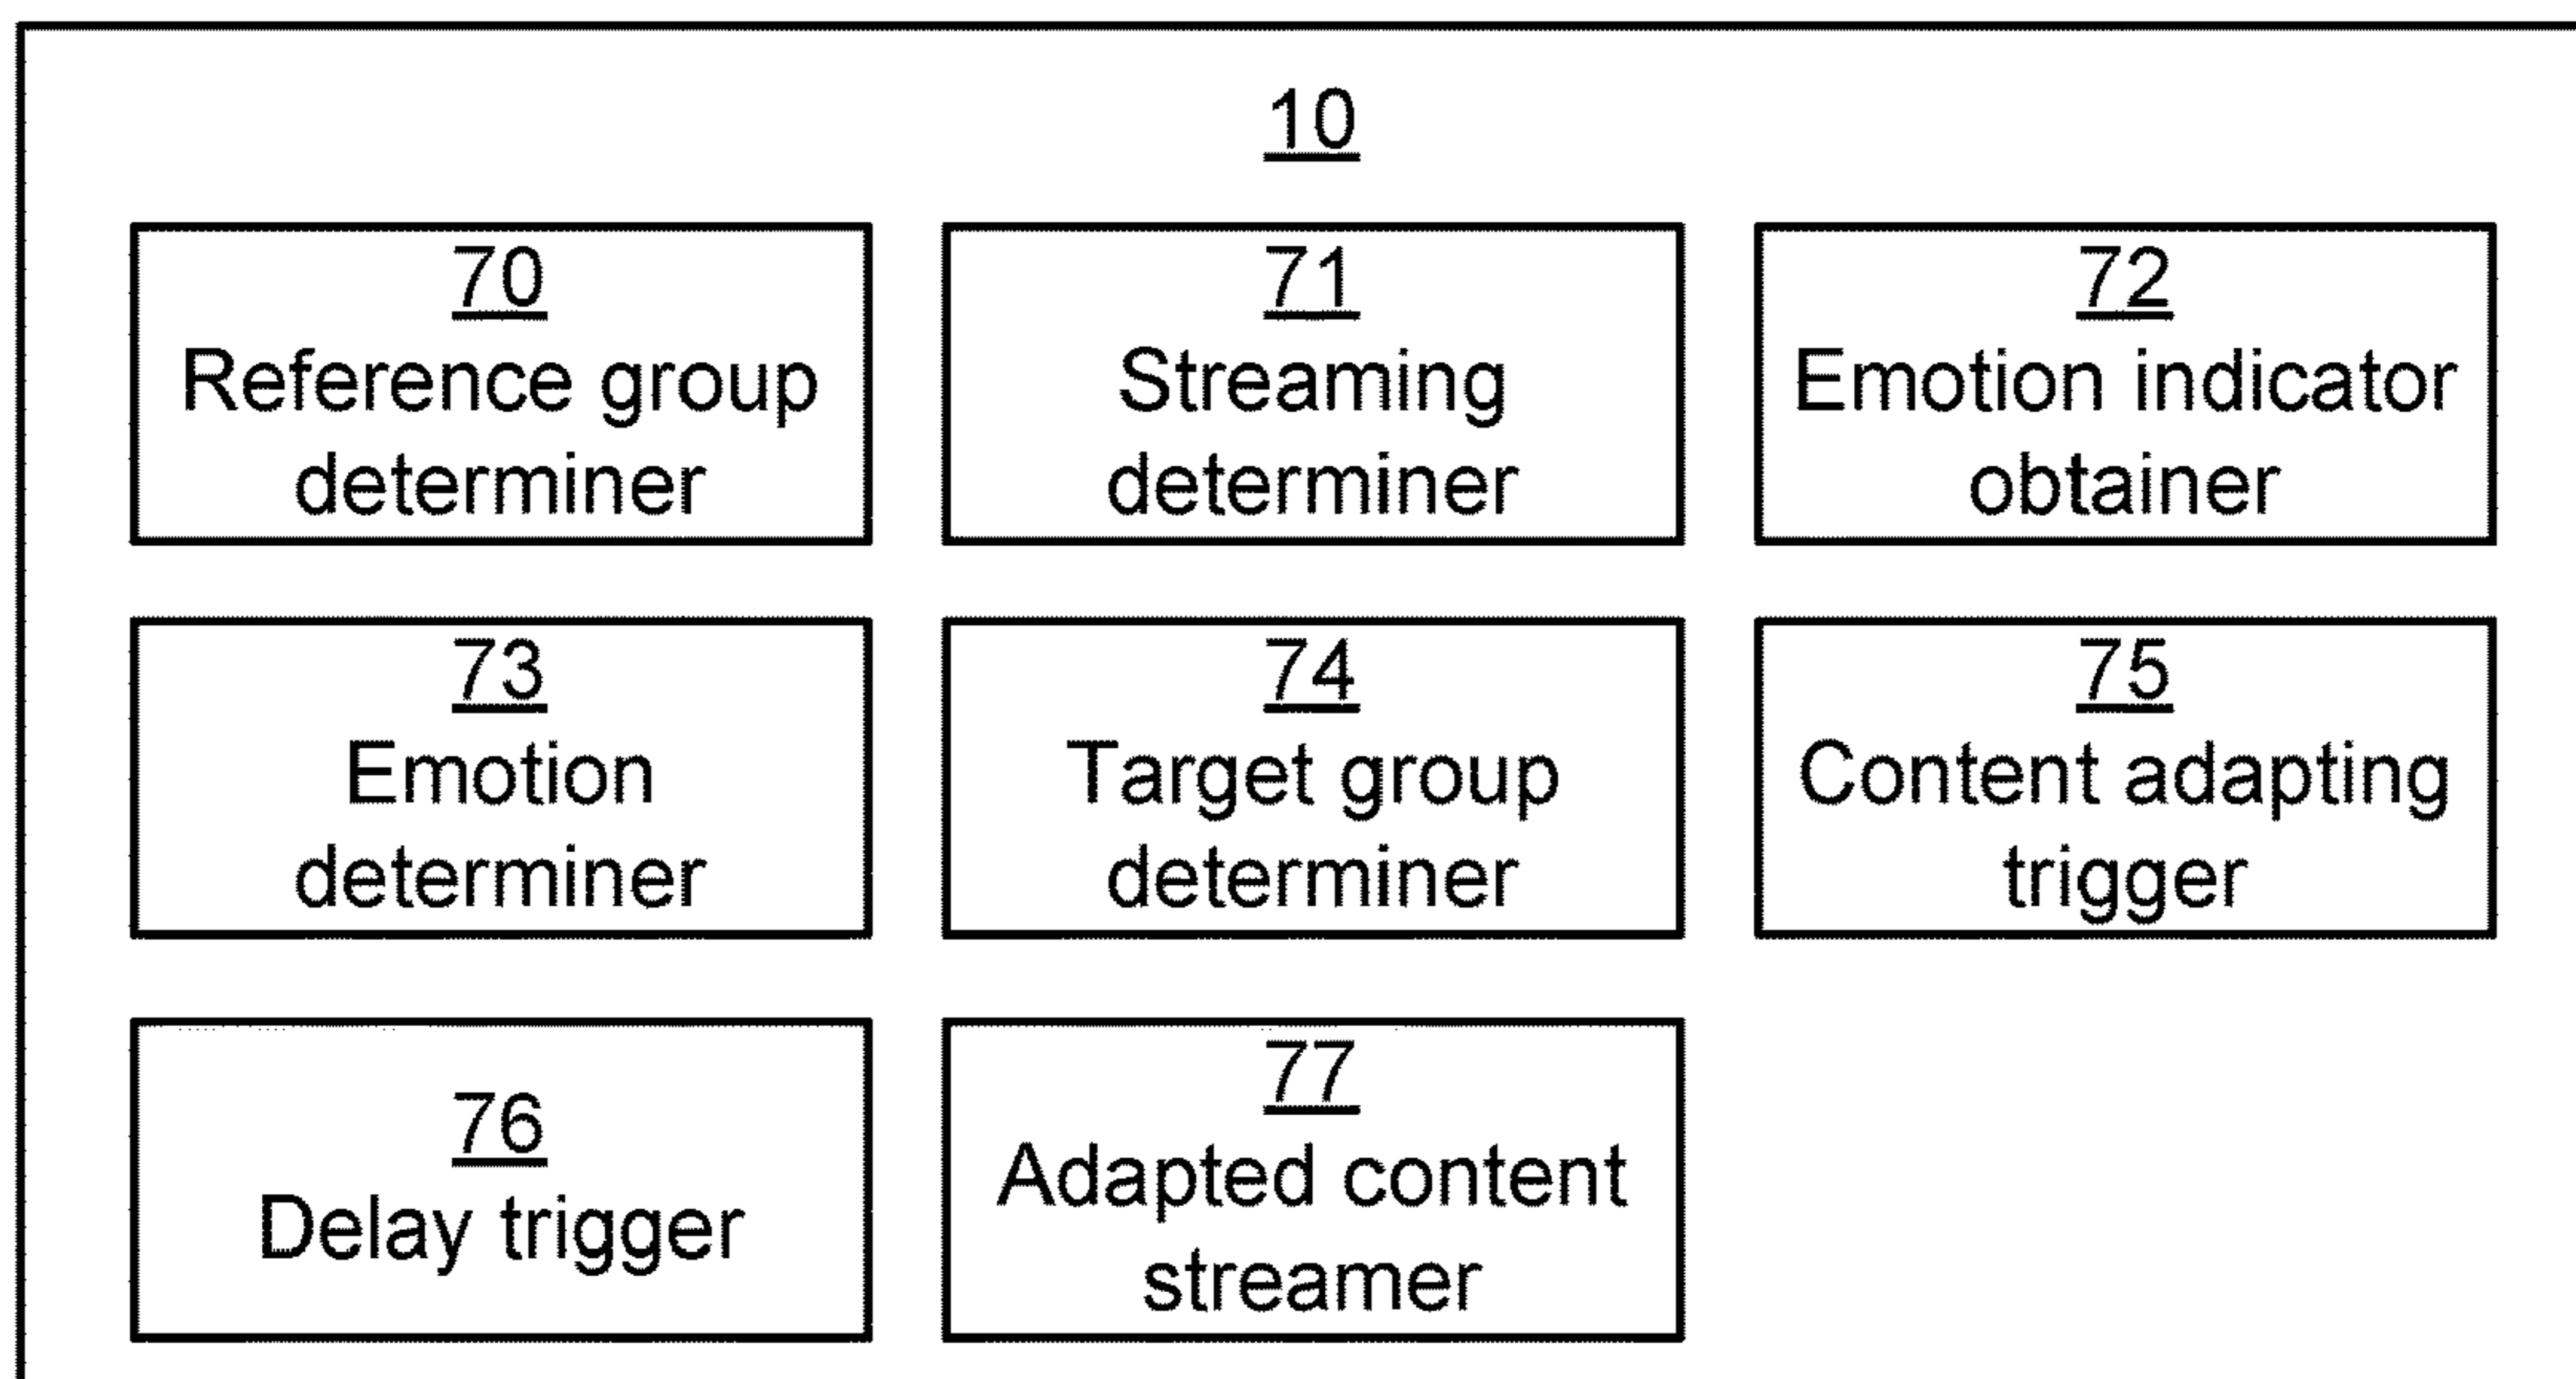 10
70
Reference group
determiner
71
Streaming
determiner
72
Emotion indicator
obtainer
73
Emotion
determiner
74
Target group
determiner
75
Content adapting
trigger
76
Delay trigger
77
Adapted content
streamer